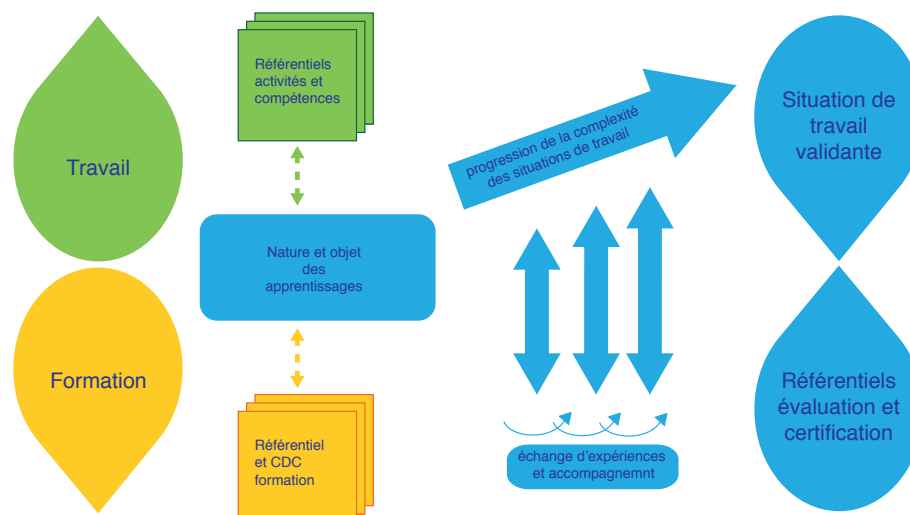 Travail
Formation
Référentiels
activités et
compétences
Nature et objet
des
apprentissages
Référentiel
et CDC
formation
progression de la complexité
des situations de travail
échange d'expériences
et accompagnemnt
Situation de
travail
validante
Référentiels
évaluation et
certification